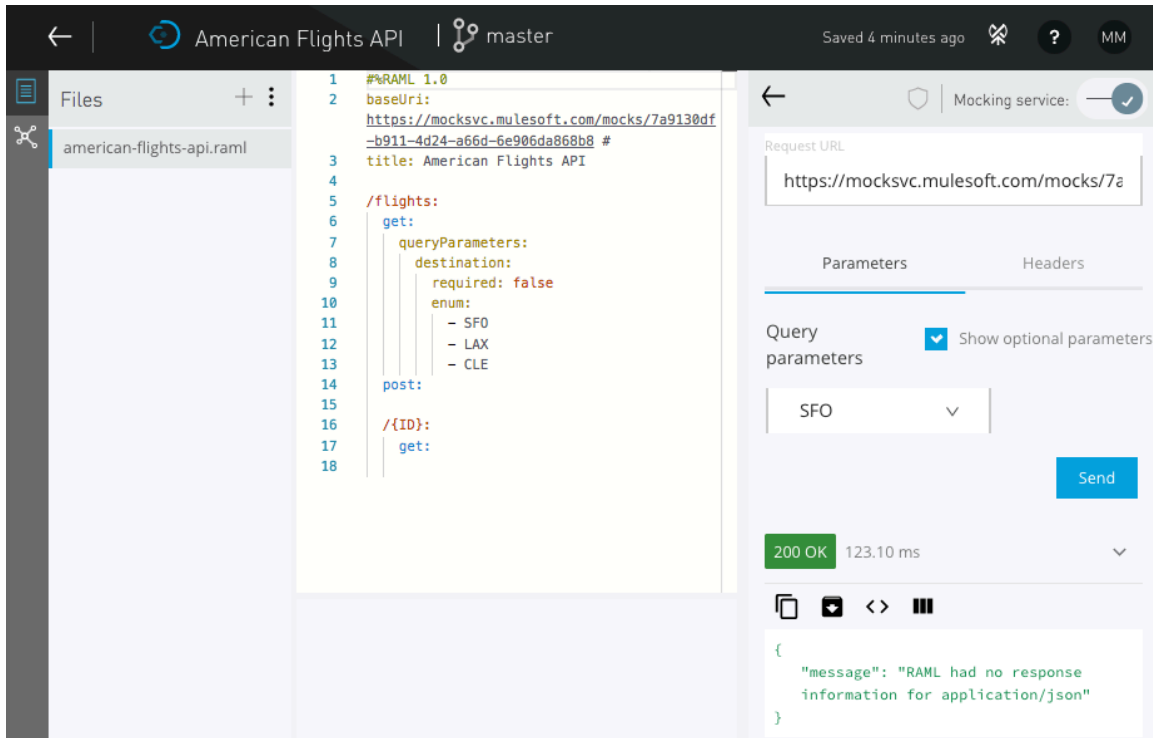 American Flights API
master
Saved 4 minutes ago
?
MM
Files
american-flights-api.raml
1 #%RAML 1.0
2 baseUri:
https://mocksvc.mulesoft.com/mocks/7a9130df
-b911-4d24-a66d-6e906da868b8 #
3 title: American Flights API
4
5 /flights:
6 get:
7 queryParameters:
8 destination:
9 required: false
10 enum:
11 - SFO
12 - LAX
13 - CLE
14 post:
15
16 /{ID}:
17 get:
18
Mocking service:
Request URL
https://mocksvc.mulesoft.com/mocks/7a
Parameters
Headers
Query
parameters
Show optional parameters
SFO
Send
200 OK
123.10 ms
{
"message": "RAML had no response
information for application/json"
}